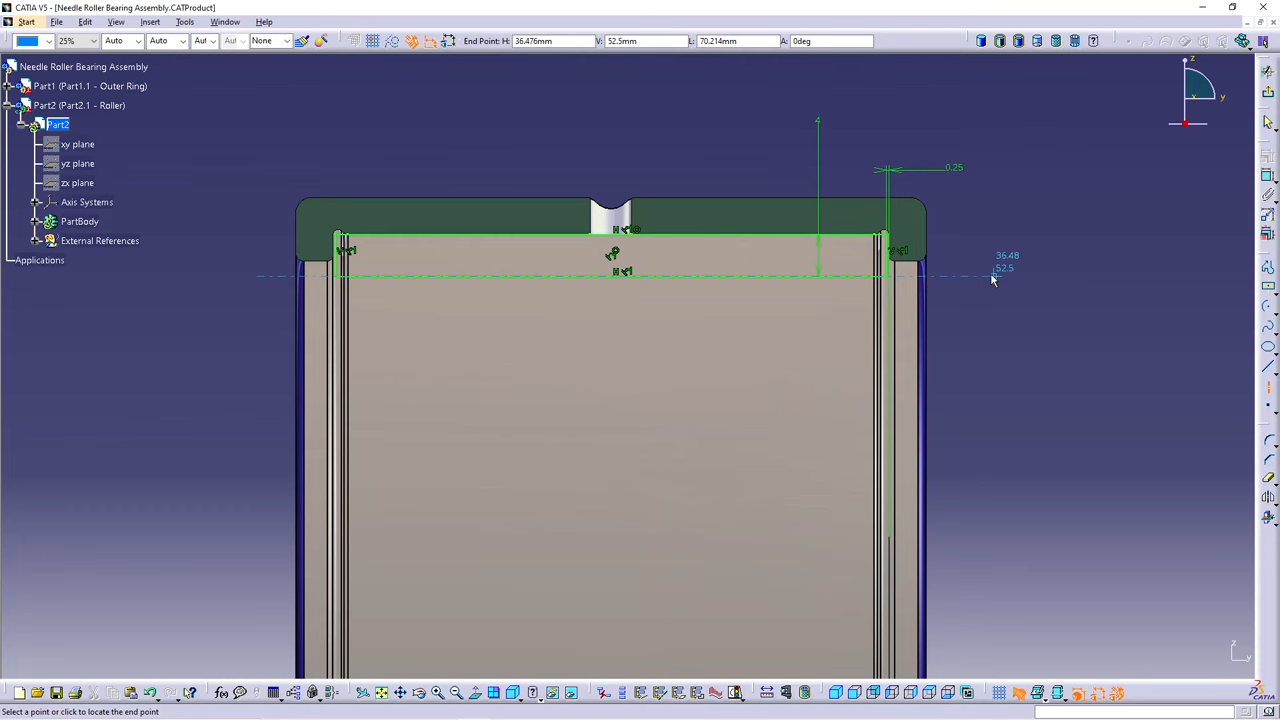 CATIA V5 - [Needle Roller Bearing Assembly.CATProduct]
Start File Edit View Insert Tools Window Help
25% Auto Auto Aut Aut None End Point: H: 36.476mm V: 52.5mm L: 70.214mm A: 0deg
Needle Roller Bearing Assembly
Part1 (Part1.1 - Outer Ring)
Part2 (Part2.1 - Roller)
Part2
xy plane
yz plane
zx plane
Axis Systems
PartBody
External References
Applications
z
x y
4
0.25
H
V
V
H
36.48
52.5
z
y
f(x)
CATIA
Select a point or click to locate the end point